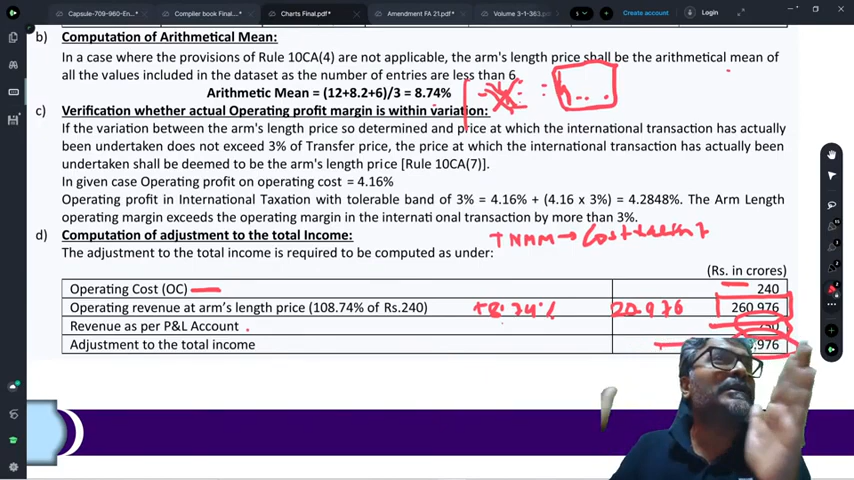 Capsule-709-960-En...
Compiler book Final...*
Charts Final.pdf*
Amendment FA 21.pdf*
Volume 3-1-363.pdf*
5
Create account
Login
b) Computation of Arithmetical Mean:
In a case where the provisions of Rule 10CA(4) are not applicable, the arm's length price shall be the arithmetical mean of
all the values included in the dataset as the number of entries are less than 6.
Arithmetic Mean = (12+8.2+6)/3 = 8.74%
c) Verification whether actual Operating profit margin is within variation:
If the variation between the arm's length price so determined and price at which the international transaction has actually
been undertaken does not exceed 3% of Transfer price, the price at which the international transaction has actually been
undertaken shall be deemed to be the arm's length price [Rule 10CA(7)].
In given case Operating profit on operating cost = 4.16%
Operating profit in International Taxation with tolerable band of 3% = 4.16% + (4.16 x 3%) = 4.2848%. The Arm Length
operating margin exceeds the operating margin in the internati onal transaction by more than 3%.
d) Computation of adjustment to the total Income:
TNMM →
The adjustment to the total income is required to be computed as under:
(Rs. in crores)
Operating Cost (OC) 240
Operating revenue at arm's length price (108.74% of Rs.240) +8.74% 20.976 260.976
Revenue as per P&L Account 250
Adjustment to the total income .976